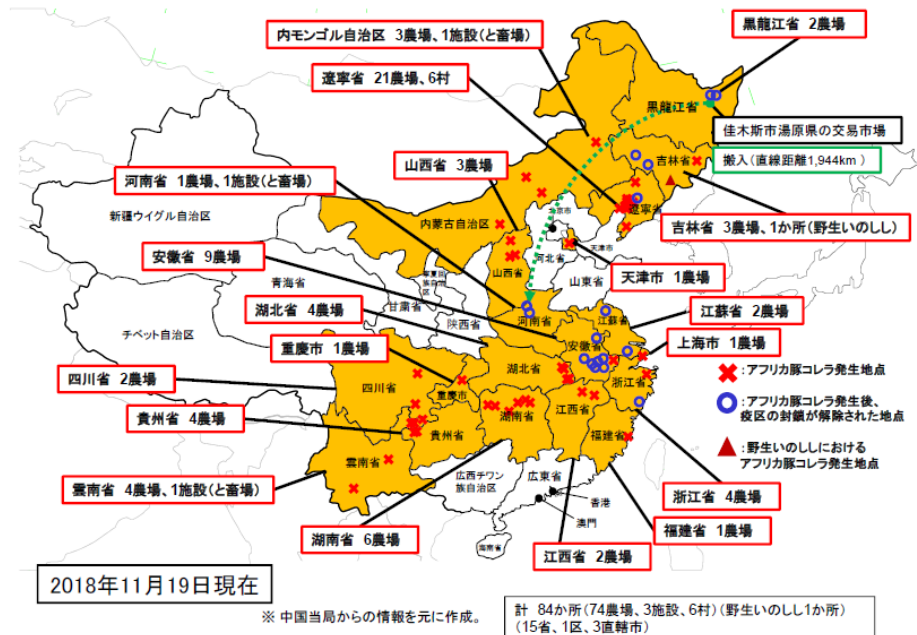 内モンゴル自治区 3農場、1施設(と畜場)
黒龍江省 2農場
遼寧省 21農場、6村
黒龍江省
佳木斯市湯原県の交易市場
搬入(直線距離1,944km )
山西省 3農場
吉林省
河南省 1農場、1施設(と畜場)
遼寧省
北京市
新疆ウイグル自治区
内蒙古自治区
吉林省 3農場、1か所(野生いのしし)
天津市
河北省
安徽省 9農場
山西省
寧夏回
族自治
区
山東省
天津市 1農場
青海省
甘粛省
湖北省 4農場
河南省
江蘇省
江蘇省 2農場
陝西省
チベット自治区
重慶市 1農場
安徽省
上海市 1農場
湖北省
:アフリカ豚コレラ発生地点
四川省 2農場
四川省
重慶市
浙江省
:アフリカ豚コレラ発生後、
疫区の封鎖が解除された地点
貴州省 4農場
湖南省
江西省
貴州省
福建省
:野生いのししにおける
アフリカ豚コレラ発生地点
雲南省
広西チワン
族自治区
広東省
雲南省 4農場、1施設(と畜場)
浙江省 4農場
香港
澳門
湖南省 6農場
福建省 1農場
海南省
江西省 2農場
2018年11月19日現在
※ 中国当局からの情報を元に作成。
計 84か所(74農場、3施設、6村)(野生いのしし1か所)
(15省、1区、3直轄市)